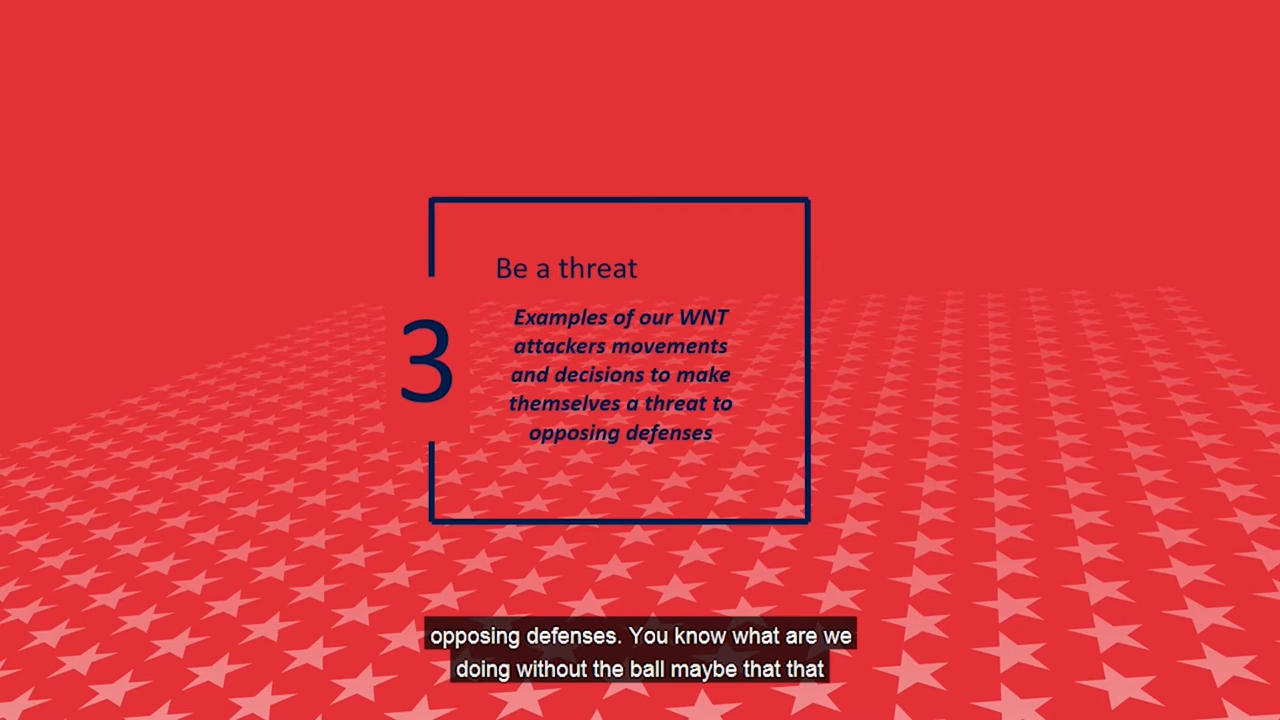 Be a threat
3
Examples of our WNT
attackers movements
and decisions to make
themselves a threat to
opposing defenses
opposing defenses. You know what are we
doing without the ball maybe that that